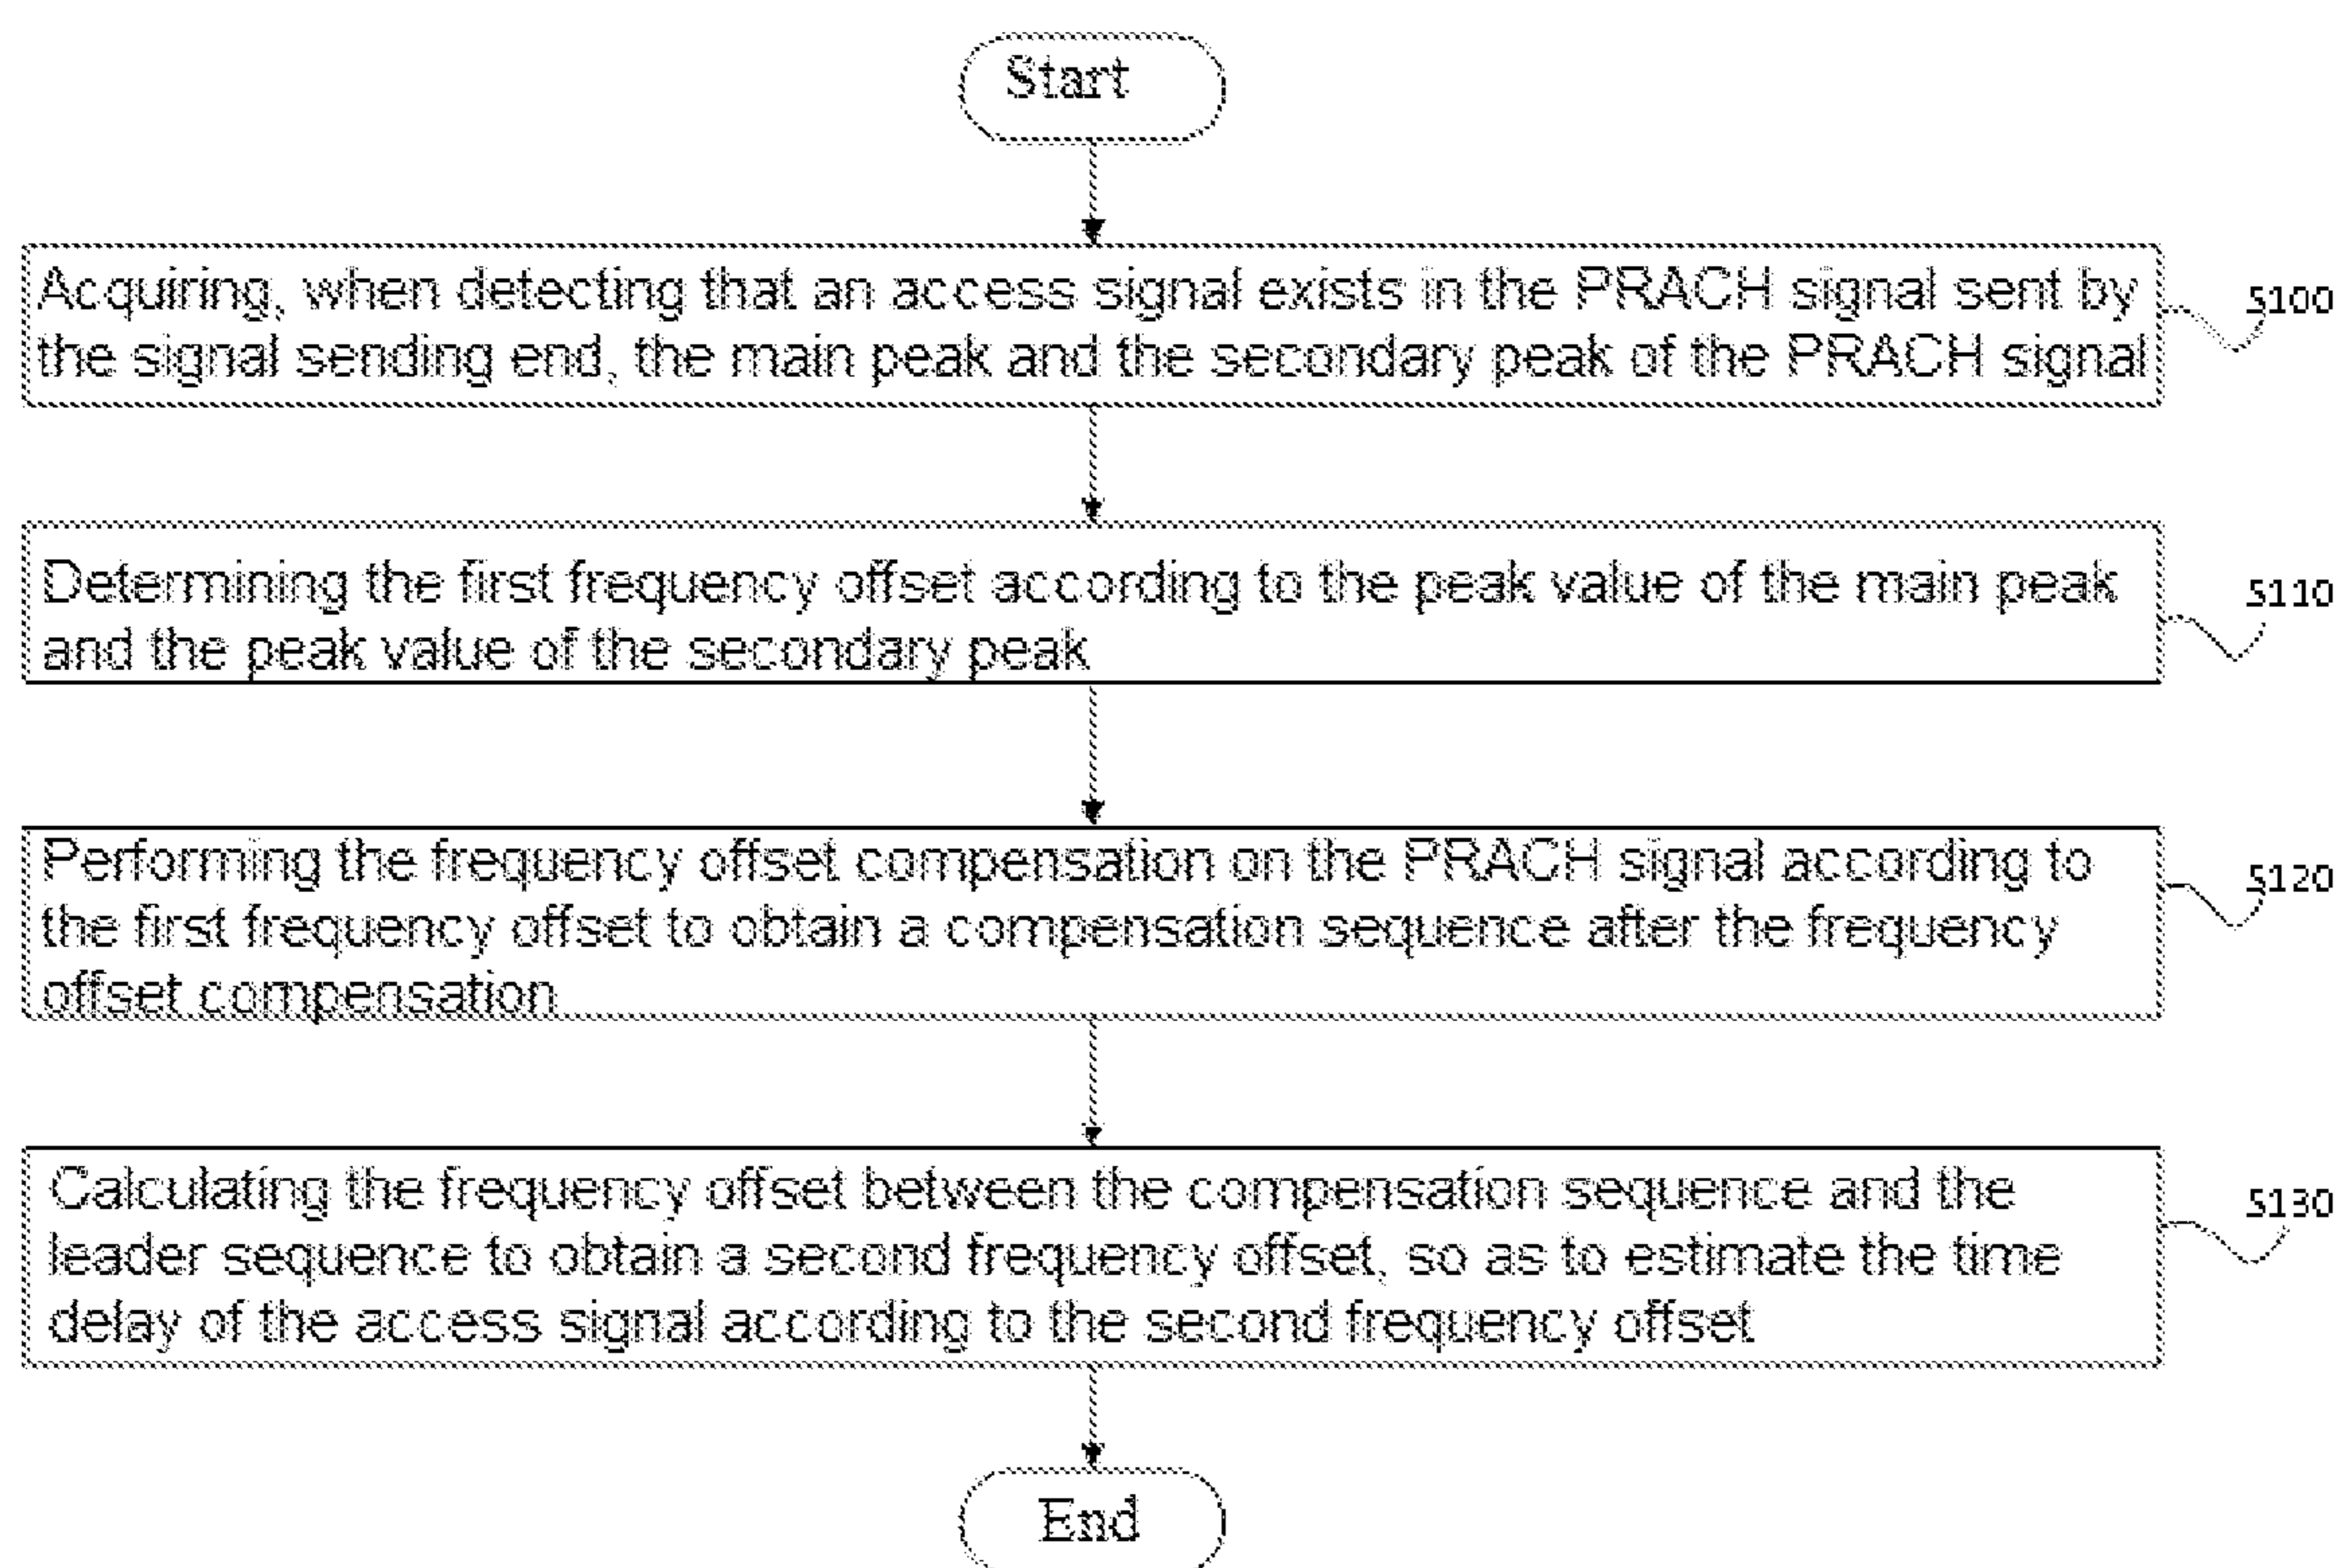 Start
Acquiring, when detecting that an access signal exists in the PRACH signal sent by
the signal sending end, the main peak and the secondary peak of the PRACH signal
S100
Determining the first frequency offset according to the peak value of the main peak
and the peak value of the secondary peak
S110
Performing the frequency offset compensation on the PRACH signal according to
the first frequency offset to obtain a compensation sequence after the frequency
offset compensation
S120
Calculating the frequency offset between the compensation sequence and the
leader sequence to obtain a second frequency offset, so as to estimate the time
delay of the access signal according to the second frequency offset
S130
End